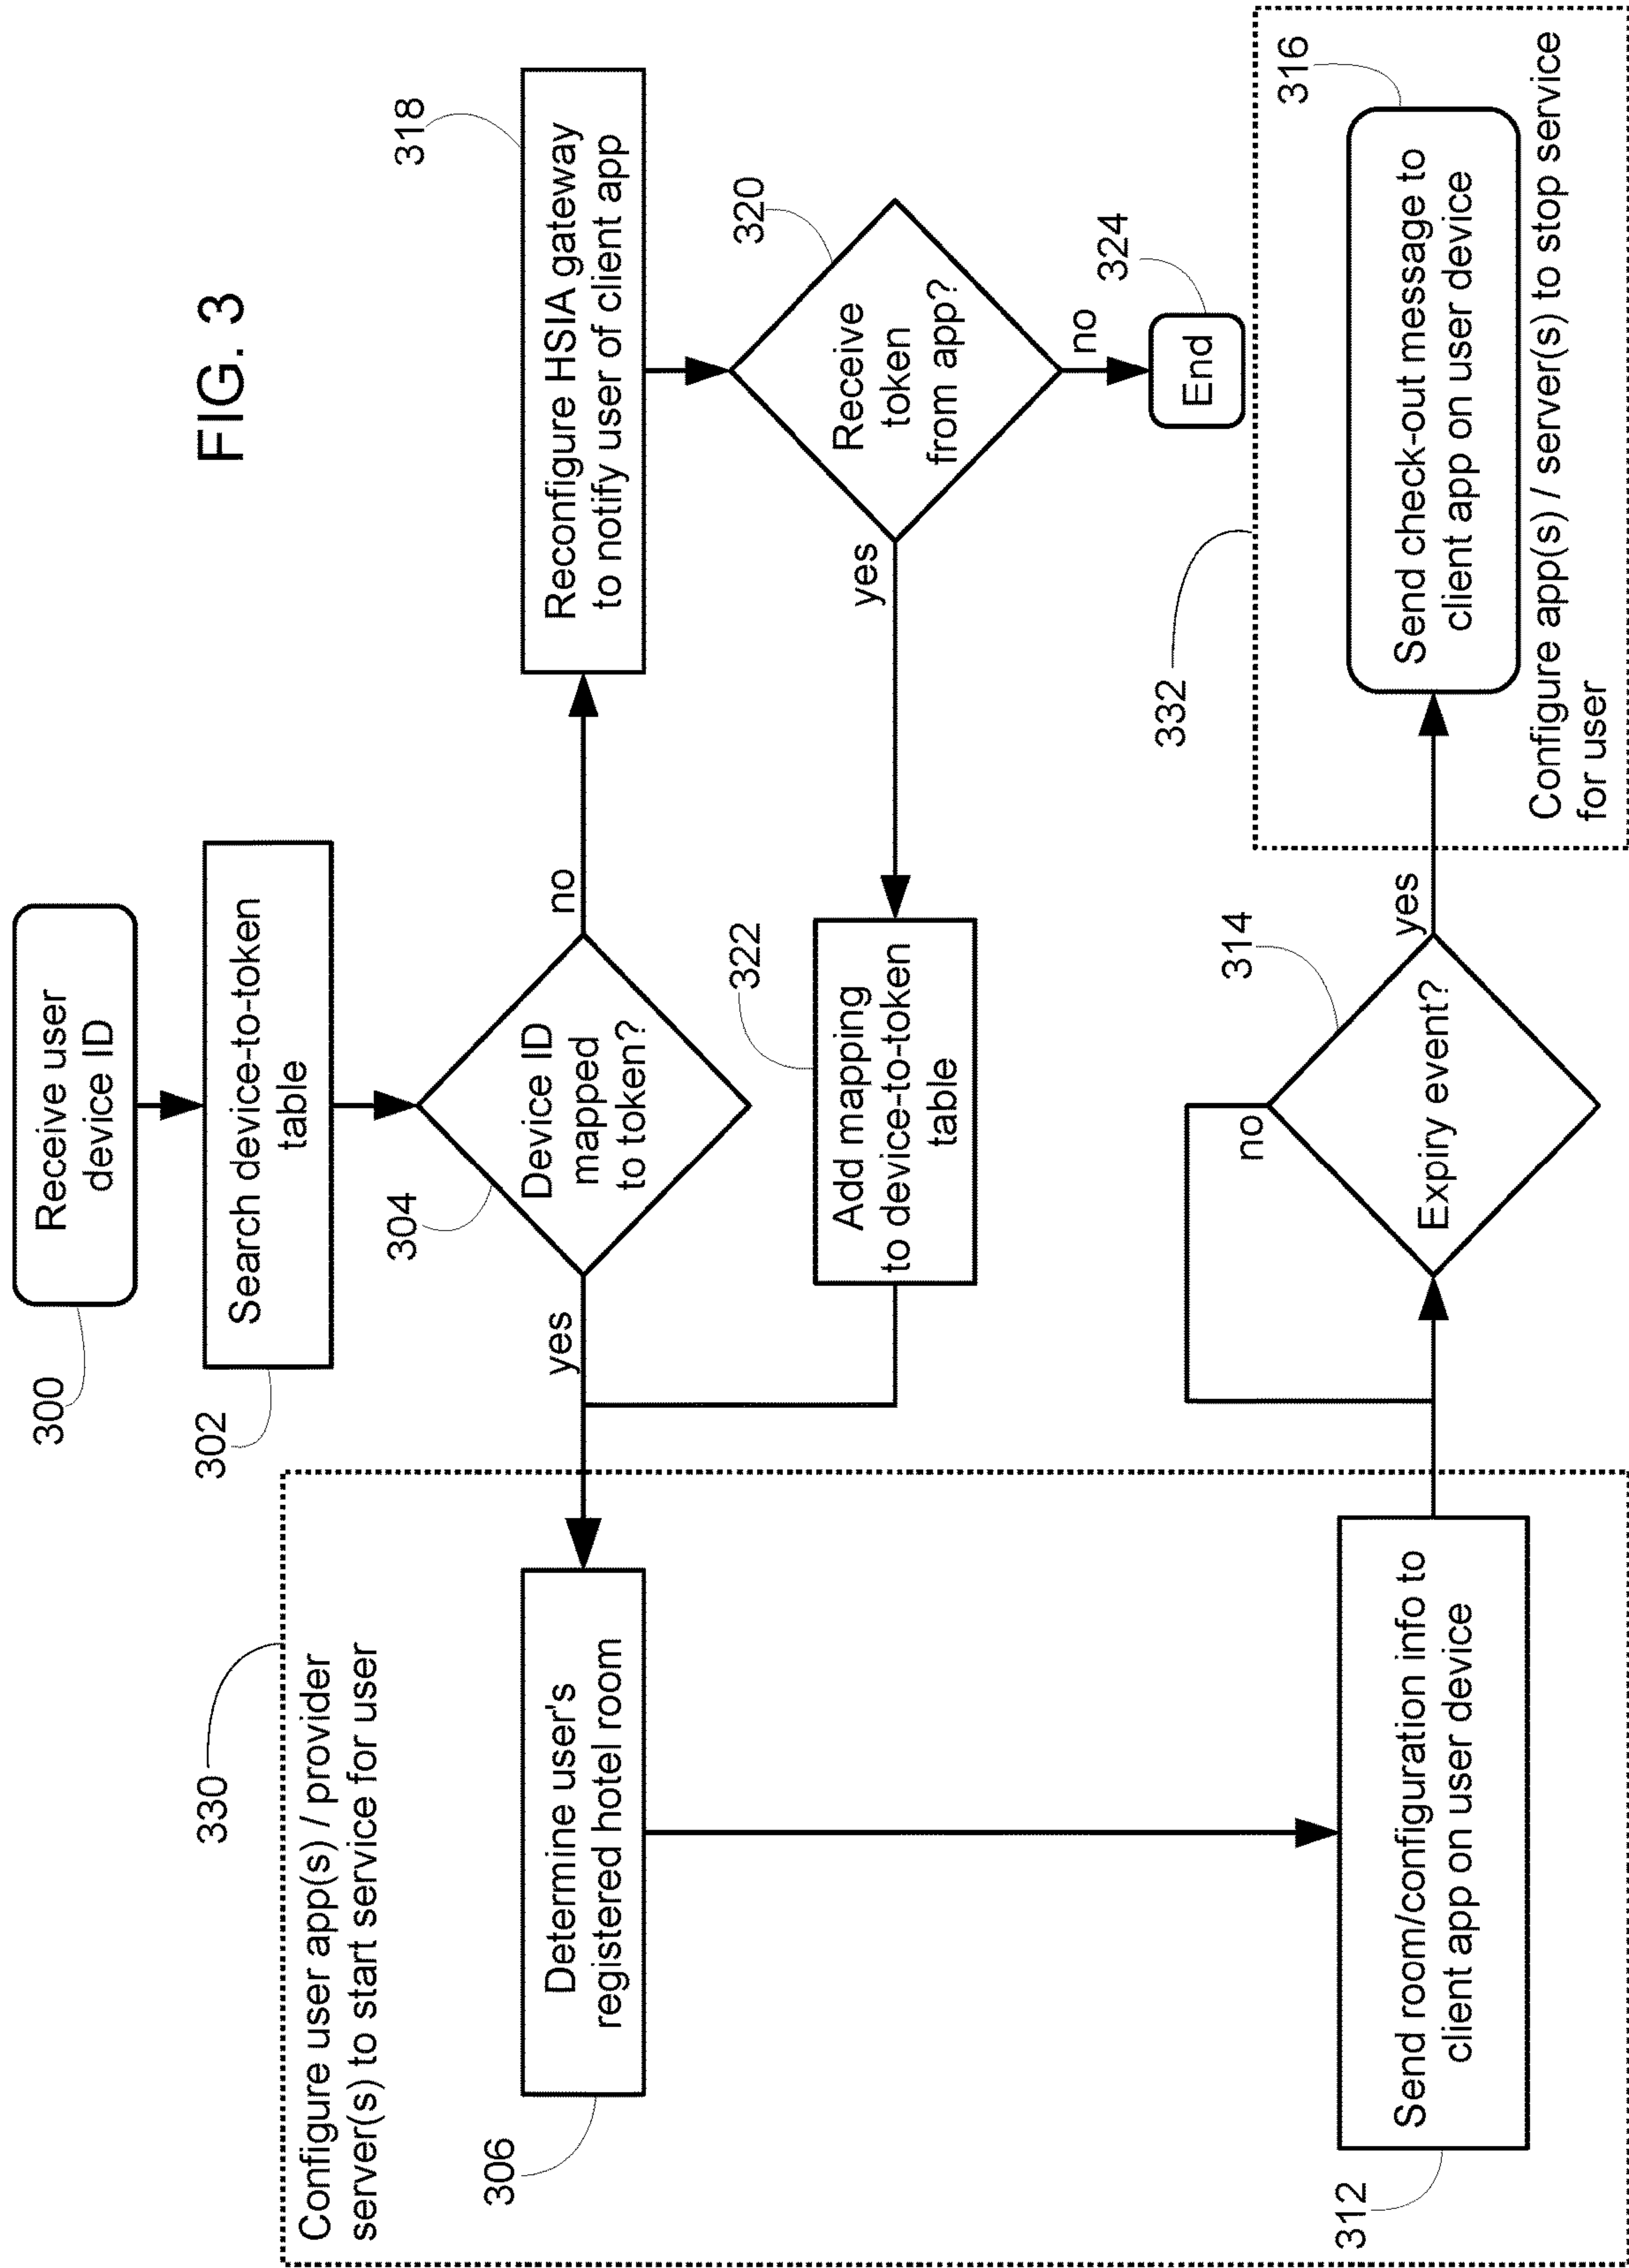 FIG. 3
300
Receive user
device ID
302
Search device-to-token
table
304
Device ID
mapped
to token?
yes
no
318
Reconfigure HSIA gateway
to notify user of client app
320
Receive
token
from app?
yes
no
322
Add mapping
to device-to-token
table
324
End
330
Configure user app(s) / provider
server(s) to start service for user
306
Determine user's
registered hotel room
312
Send room/configuration info to
client app on user device
314
Expiry event?
no
yes
332
316
Send check-out message to
client app on user device
Configure app(s) / server(s) to stop service
for user